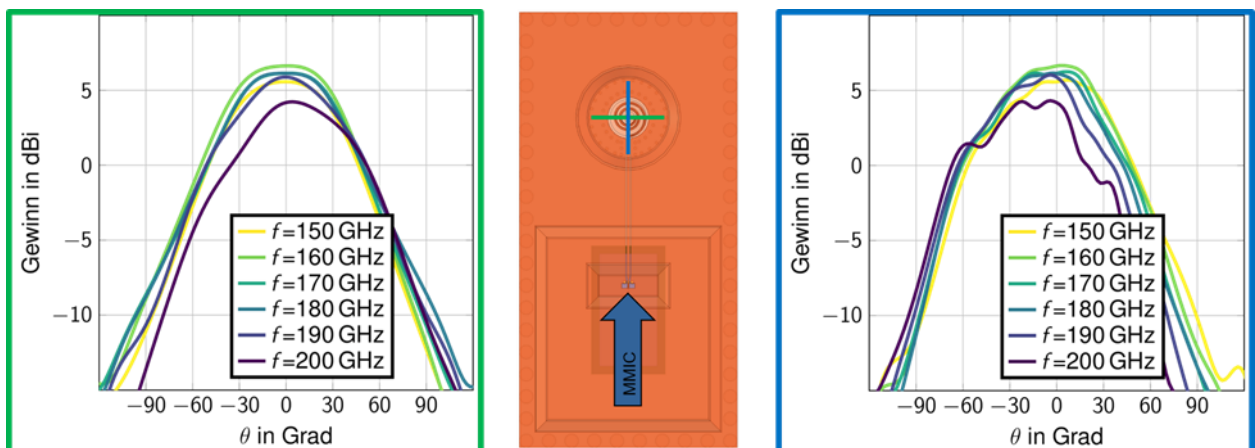 Gewinn in dBi
5
0
−5
−10
f=150 GHz
f=160 GHz
f=170 GHz
f=180 GHz
f=190 GHz
f=200 GHz
−90 −60 −30 0 30 60 90
θ in Grad
MMIC
Gewinn in dBi
5
0
−5
−10
f=150 GHz
f=160 GHz
f=170 GHz
f=180 GHz
f=190 GHz
f=200 GHz
−90 −60 −30 0 30 60 90
θ in Grad